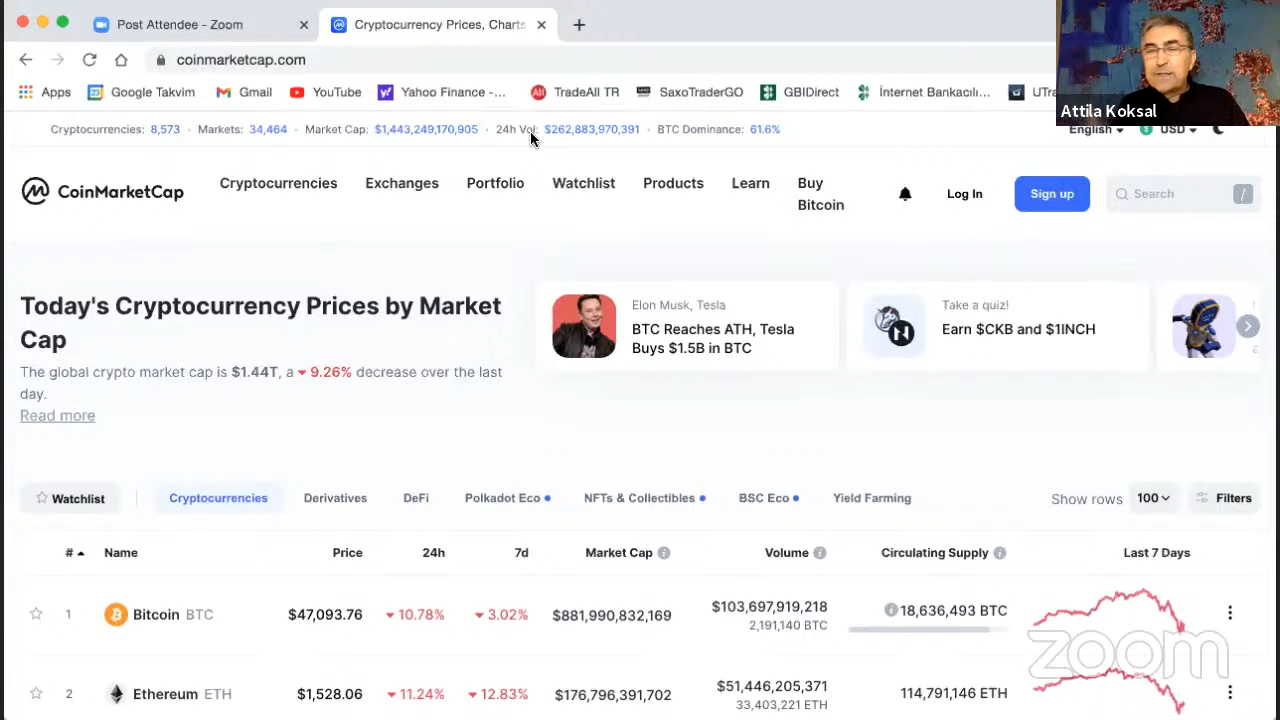 Post Attendee - Zoom
Cryptocurrency Prices, Charts
coinmarketcap.com
Apps Google Takvim Gmail YouTube Yahoo Finance -... TradeAll TR SaxoTraderGO GBIDirect İnternet Bankacılı...
Attila Koksal
Cryptocurrencies: 8,573 Markets: 34,464 Market Cap: $1,443,249,170,905 24h Vol: $262,883,970,391 BTC Dominance: 61.6% English USD
CoinMarketCap Cryptocurrencies Exchanges Portfolio Watchlist Products Learn Buy Bitcoin Log In Sign up Search /
Today's Cryptocurrency Prices by Market
Cap
The global crypto market cap is $1.44T, a 9.26% decrease over the last
day.
Read more
Elon Musk, Tesla
BTC Reaches ATH, Tesla
Buys $1.5B in BTC
Take a quiz!
Earn $CKB and $1INCH
Watchlist Cryptocurrencies Derivatives DeFi Polkadot Eco NFTs & Collectibles BSC Eco Yield Farming Show rows 100 Filters
# Name Price 24h 7d Market Cap Volume Circulating Supply Last 7 Days
1 Bitcoin BTC $47,093.76 10.78% 3.02% $881,990,832,169 $103,697,919,218 18,636,493 BTC
2,191,140 BTC
2 Ethereum ETH $1,528.06 11.24% 12.83% $176,796,391,702 $51,446,205,371 114,791,146 ETH
33,403,221 ETH
zoom